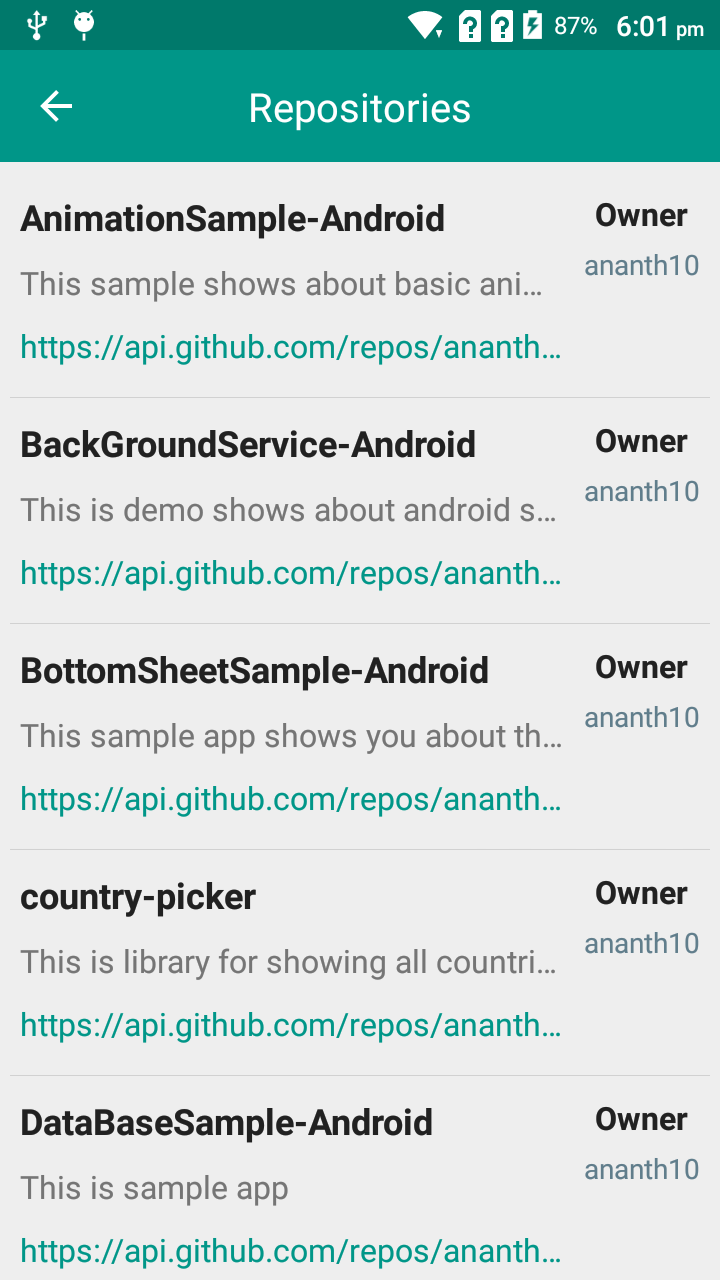 87% 6:01 pm
Repositories
AnimationSample-Android
Owner
This sample shows about basic ani...
ananth10
https://api.github.com/repos/ananth...
BackGroundService-Android
Owner
This is demo shows about android s...
ananth10
https://api.github.com/repos/ananth...
BottomSheetSample-Android
Owner
This sample app shows you about th...
ananth10
https://api.github.com/repos/ananth...
country-picker
Owner
This is library for showing all countri...
ananth10
https://api.github.com/repos/ananth...
DataBaseSample-Android
Owner
This is sample app
ananth10
https://api.github.com/repos/ananth...